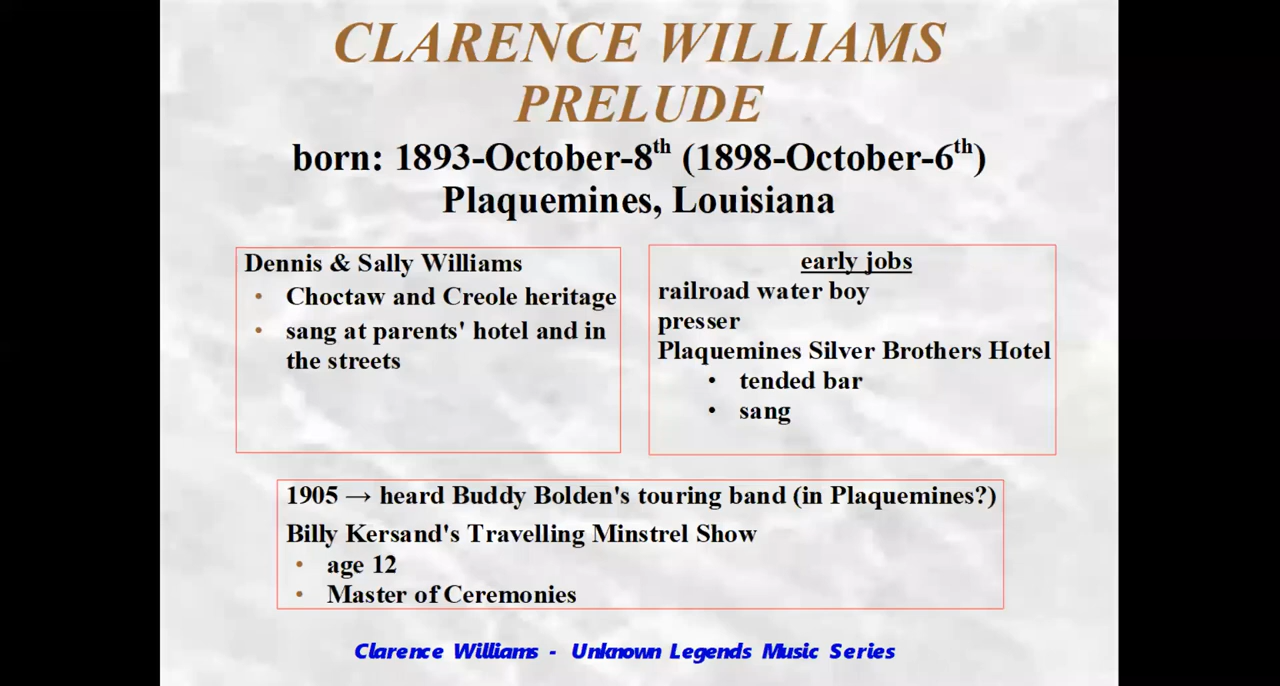 CLARENCE WILLIAMS
PRELUDE
born: 1893-October-8th (1898-October-6th)
Plaquemines, Louisiana
Dennis & Sally Williams
• Choctaw and Creole heritage
• sang at parents' hotel and in
the streets
early jobs
railroad water boy
presser
Plaquemines Silver Brothers Hotel
• tended bar
• sang
1905 → heard Buddy Bolden's touring band (in Plaquemines?)
Billy Kersand's Travelling Minstrel Show
• age 12
• Master of Ceremonies
Clarence Williams - Unknown Legends Music Series